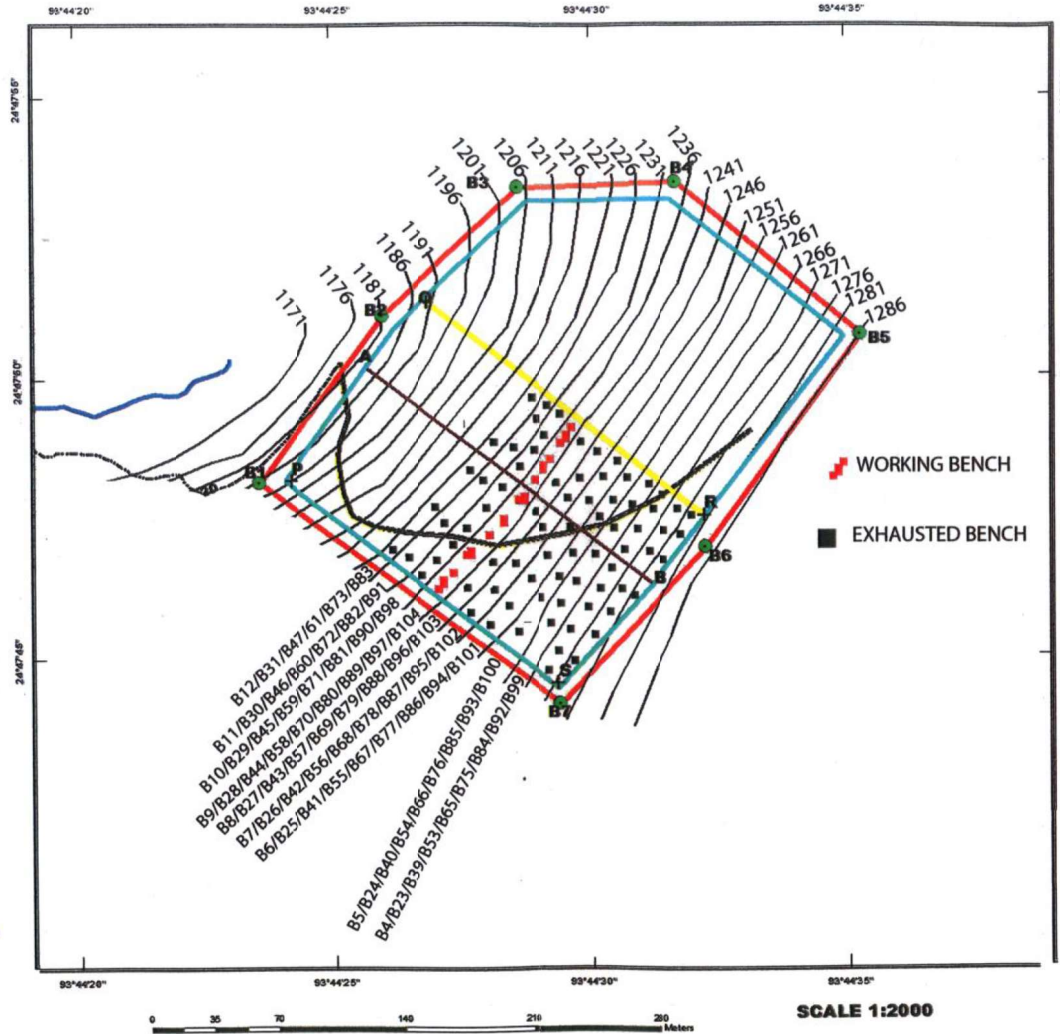 93°44'20" 93°44'25" 93°44'30" 93°44'35"
24°47'55"
24°47'50"
24°47'45"
1171
1176
1181
1186
1191
1196
1201
1206
1211
1216
1221
1226
1231
1236
1241
1246
1251
1256
1261
1266
1271
1276
1281
1286
B3
B4
B2
B5
A
P
B1
R
B6
B
S
B7
WORKING BENCH
EXHAUSTED BENCH
B12/B31/B47/61/B73/B83
B11/B30/B46/B60/B72/B82/B91
B10/B29/B45/B59/B71/B81/B90/B98
B9/B28/B44/B58/B70/B80/B89/B97/B104
B8/B27/B43/B57/B69/B79/B88/B96/B103
B7/B26/B42/B56/B68/B78/B87/B95/B102
B6/B25/B41/B55/B67/B77/B86/B94/B101
B5/B24/B40/B54/B66/B76/B85/B93/B100
B4/B23/B39/B53/B65/B75/B84/B92/B99
93°44'20" 93°44'25" 93°44'30" 93°44'35"
0 35 70 140 210 280
Meters
SCALE 1:2000